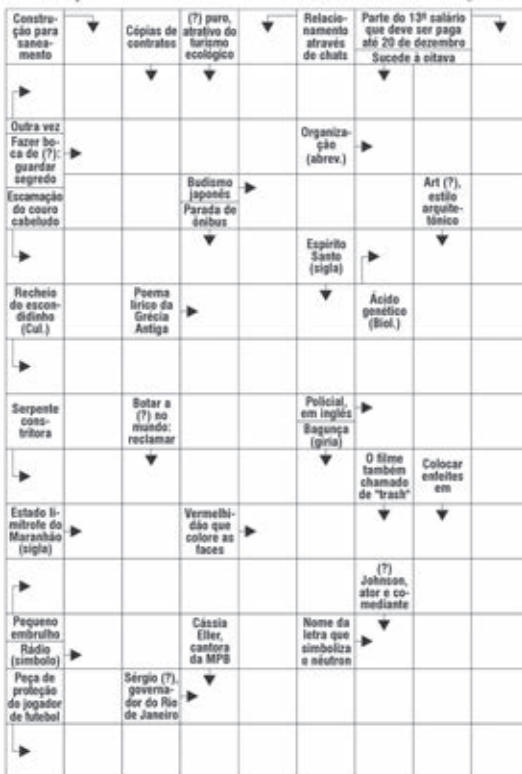 Constru-
ção para
sanea-
mento
Cópias de
contratos
(?) puro,
atrativo do
turismo
ecológico
Relacio-
namento
através
de chats
Parte do 13º salário
que deve ser paga
até 20 de dezembro
Sucede à oitava
Outra vez
Fazer bo-
ca de (?):
guardar
segredo
Organiza-
ção
(abrev.)
Escamação
do couro
cabeludo
Budismo
japonês
Parada de
ônibus
Art (?),
estilo
arquite-
tônico
Espírito
Santo
(sigla)
Recheio
do escon-
didinho
(Cul.)
Poema
lírico da
Grécia
Antiga
Ácido
genético
(Biol.)
Serpente
cons-
tritora
Botar a
(?) no
mundo:
reclamar
Policial,
em inglês
Bagunça
(gíria)
O filme
também
chamado
de "trash"
Colocar
enfeites
em
Estado li-
mítrofe do
Maranhão
(sigla)
Vermelhi-
dão que
colore as
faces
(?)
Johnson,
ator e co-
mediante
Pequeno
embrulho
Rádio
(símbolo)
Cássia
Eller,
cantora
da MPB
Nome da
letra que
simboliza
o nêutron
Peça de
proteção
do jogador
de futebol
Sérgio (?),
governa-
dor do Rio
de Janeiro